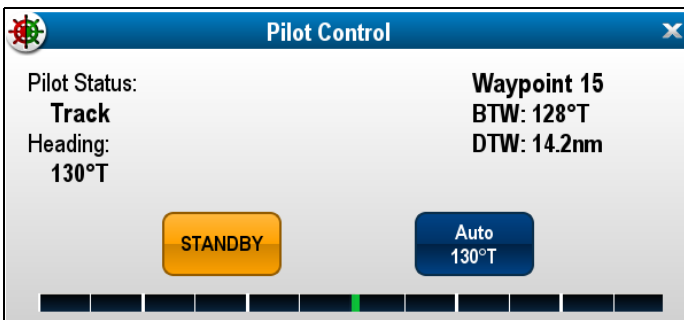 Pilot Control
Pilot Status:
Track
Heading:
130°T
Waypoint 15
BTW: 128°T
DTW: 14.2nm
STANDBY
Auto
130°T